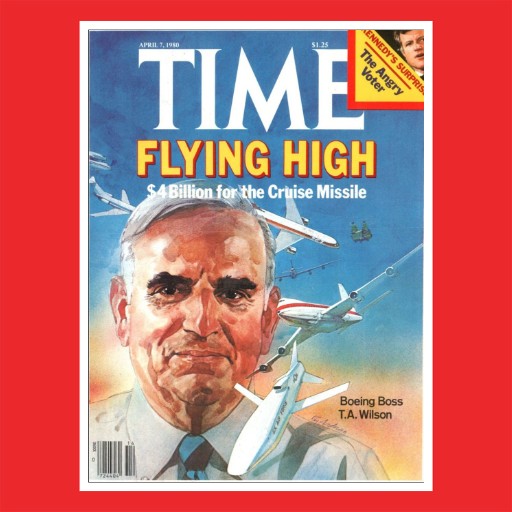 APRIL 7, 1980
$1.25
TIME
KENNEDY'S SURPRISE
The Angry
Voter
FLYING HIGH
$4 Billion for the Cruise Missile
Boeing Boss
T.A. Wilson